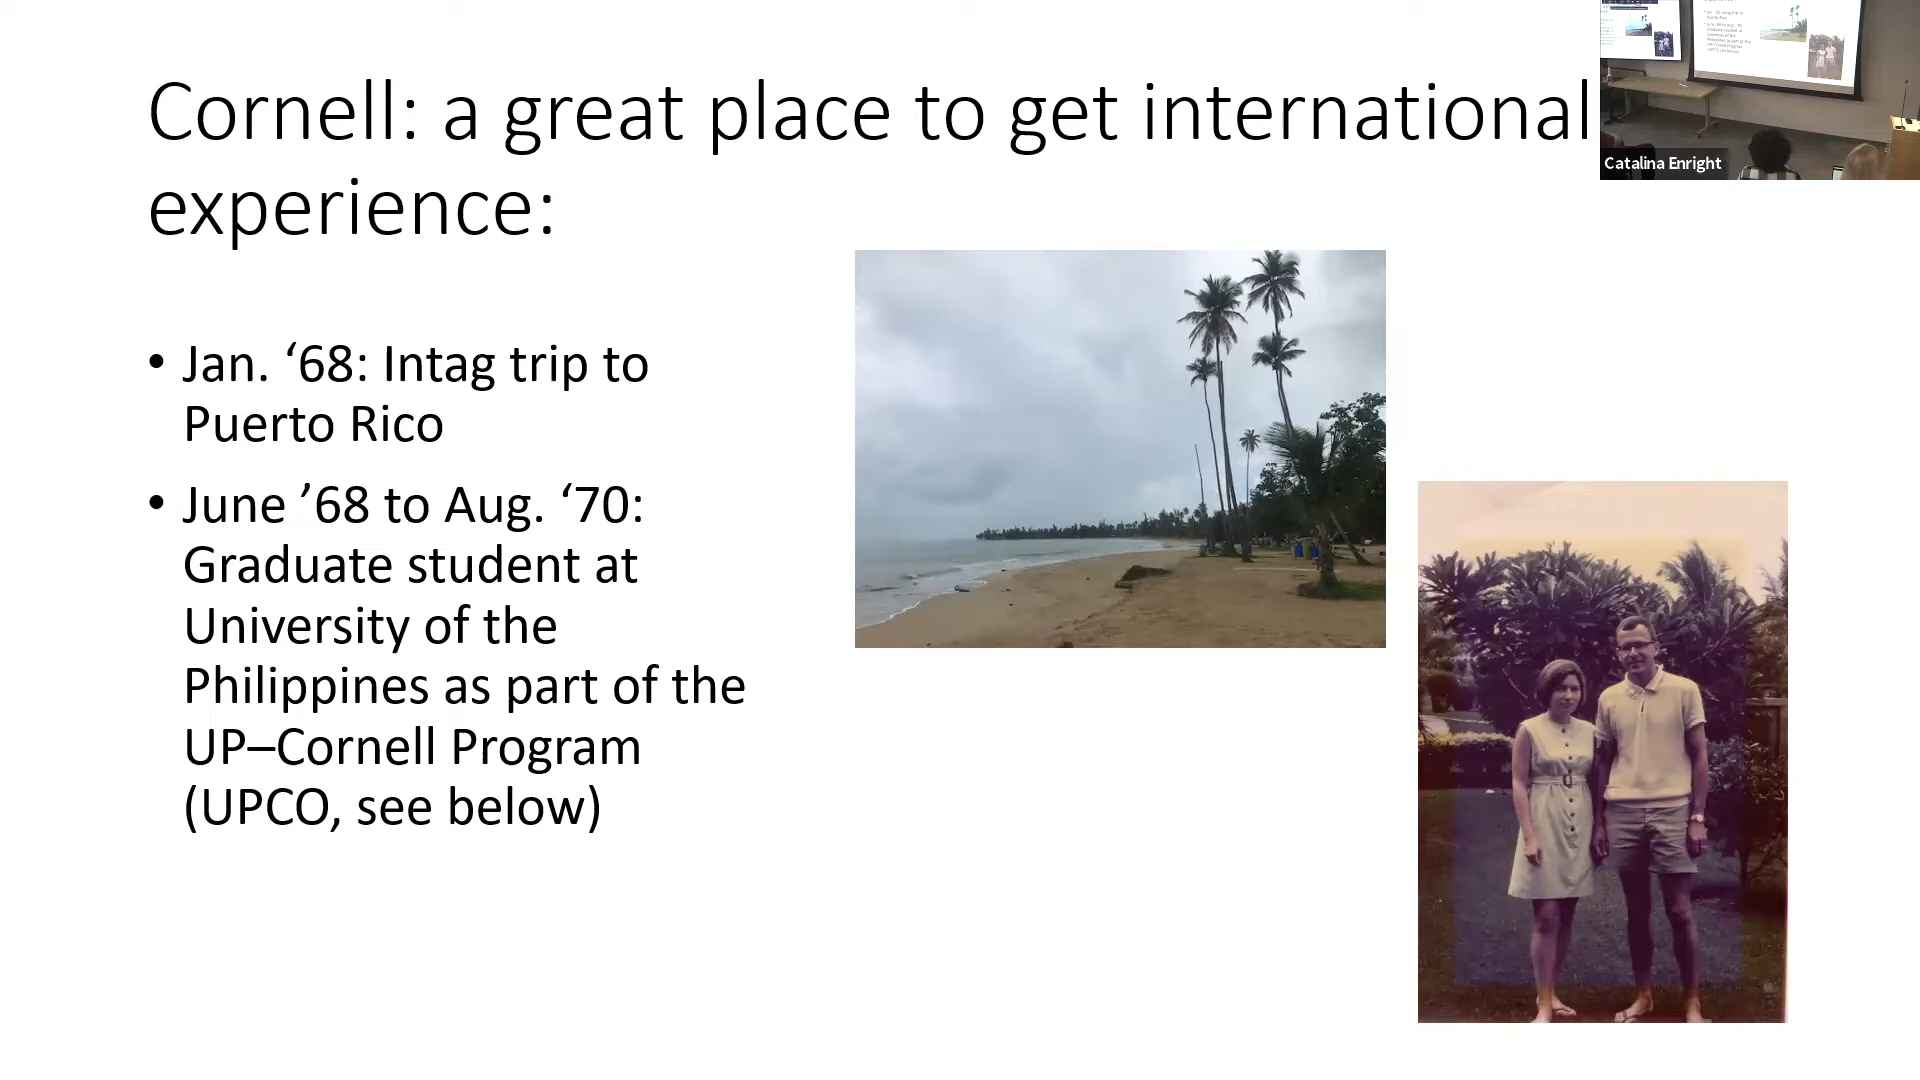 Cornell: a great place to get international
experience:
• Jan. ‘68: Intag trip to
Puerto Rico
• June ’68 to Aug. ‘70:
Graduate student at
University of the
Philippines as part of the
UP–Cornell Program
(UPCO, see below)
Catalina Enright